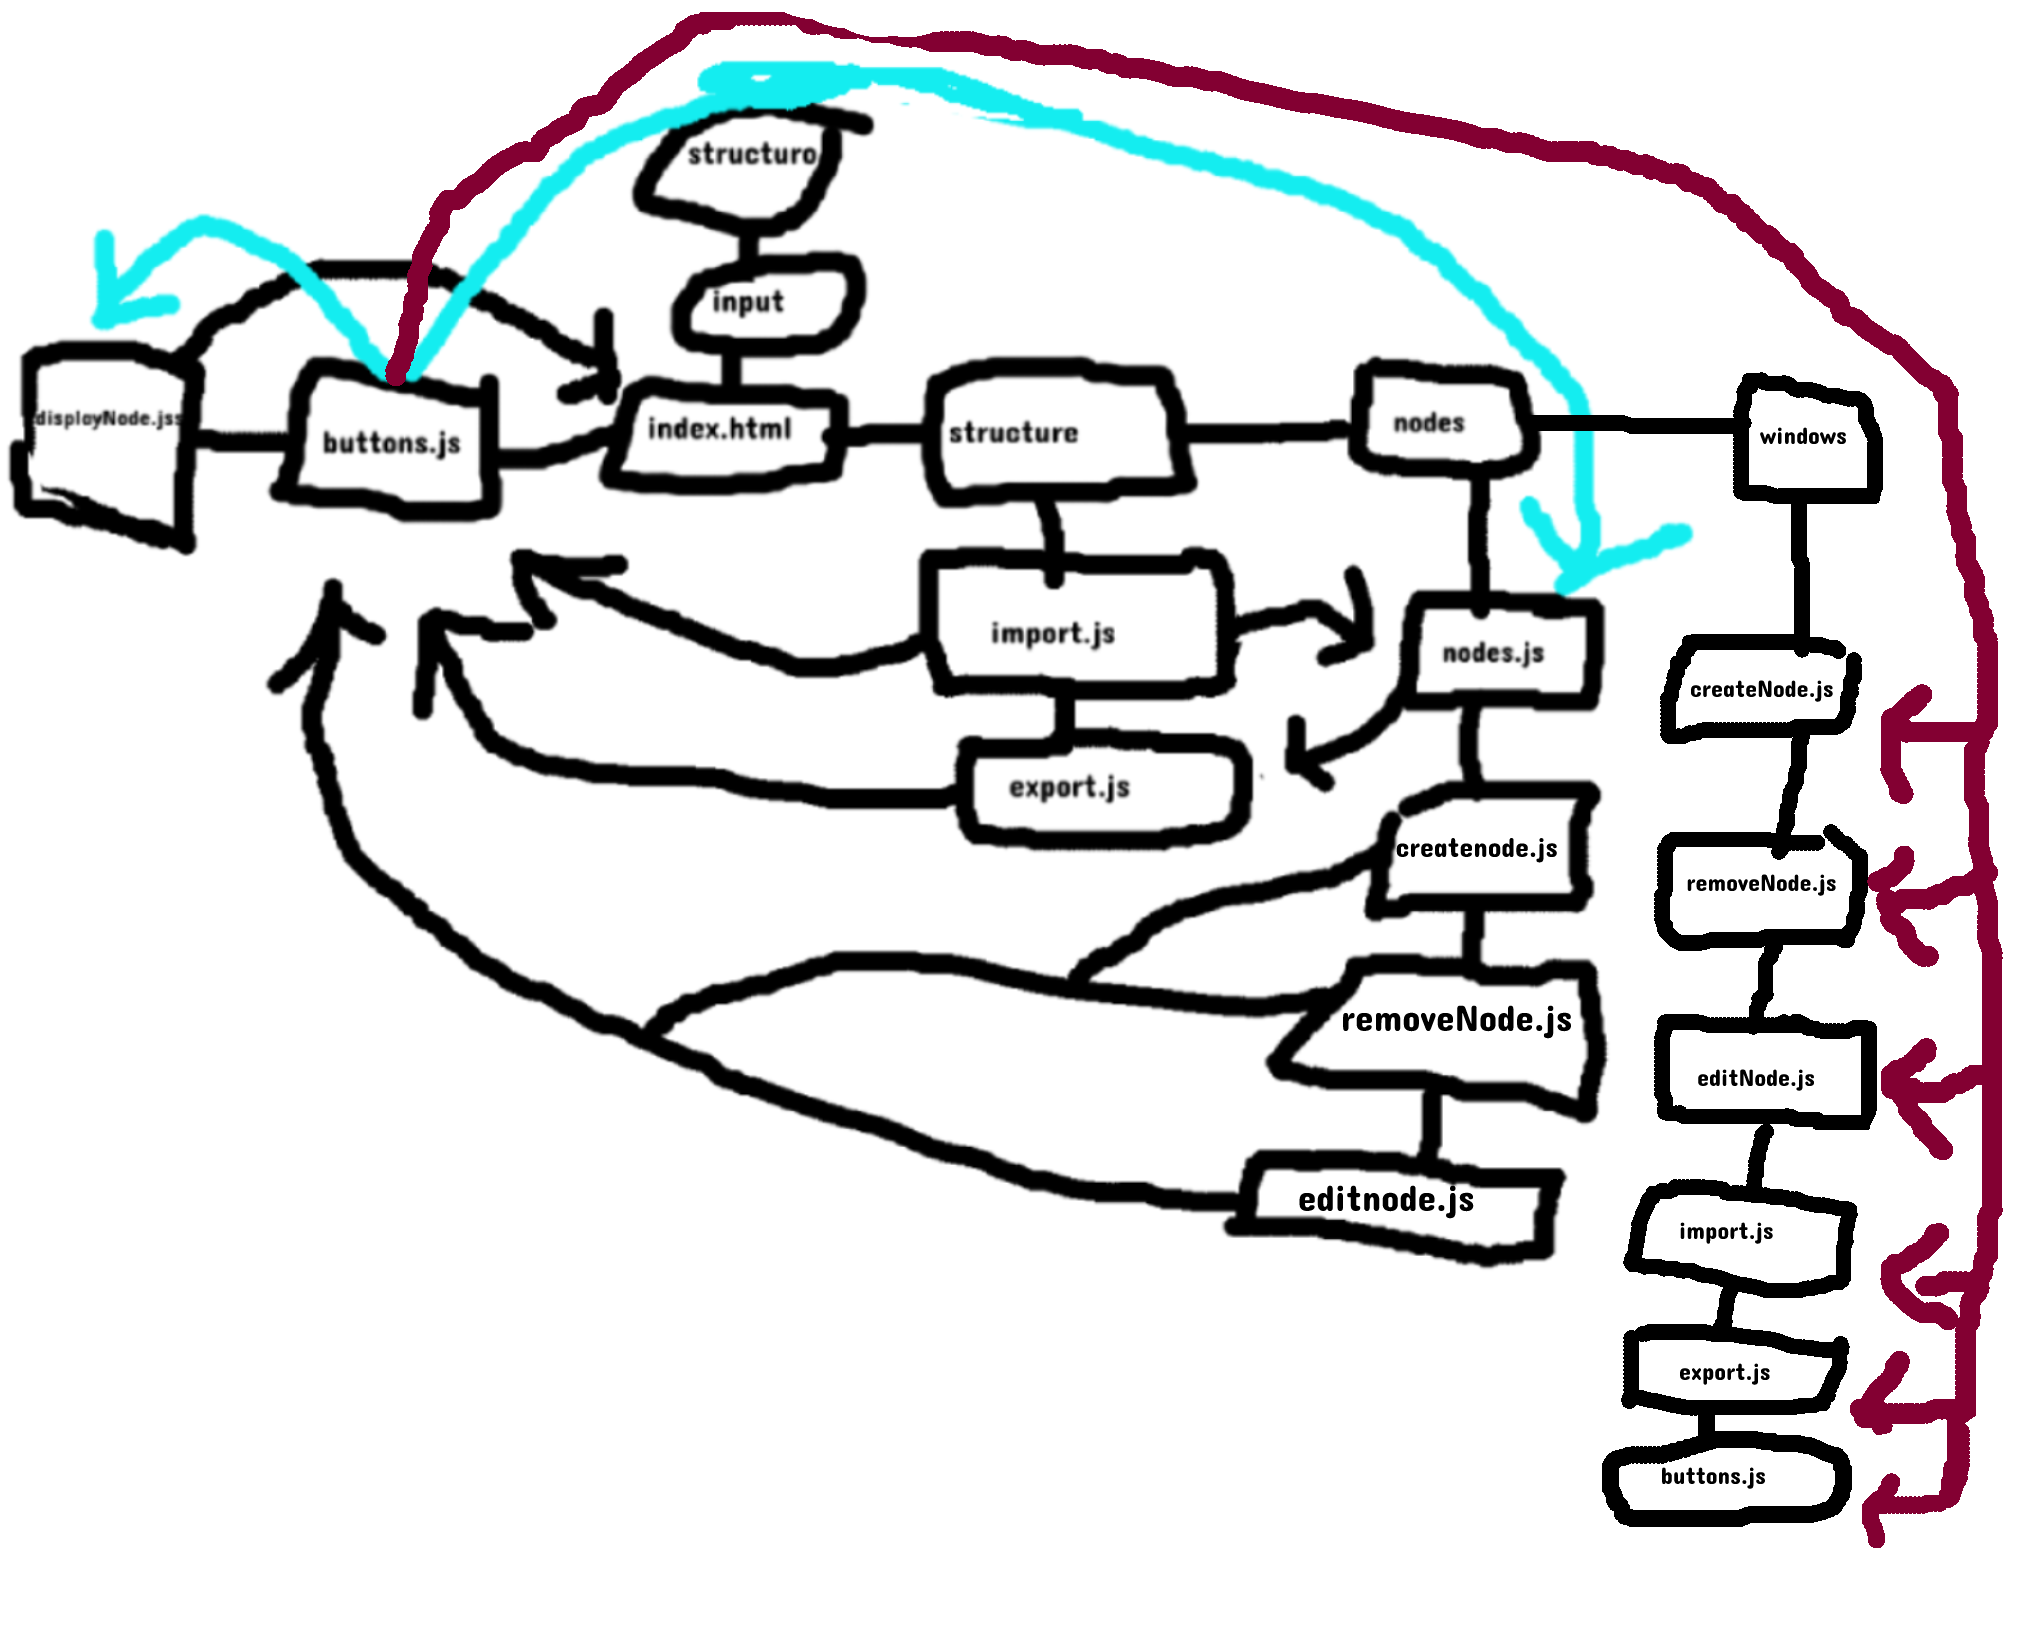 structuro
input
displayNode.jss
buttons.js
index.html
structure
nodes
windows
import.js
nodes.js
createNode.js
export.js
createnode.js
removeNode.js
removeNode.js
editNode.js
editnode.js
import.js
export.js
buttons.js